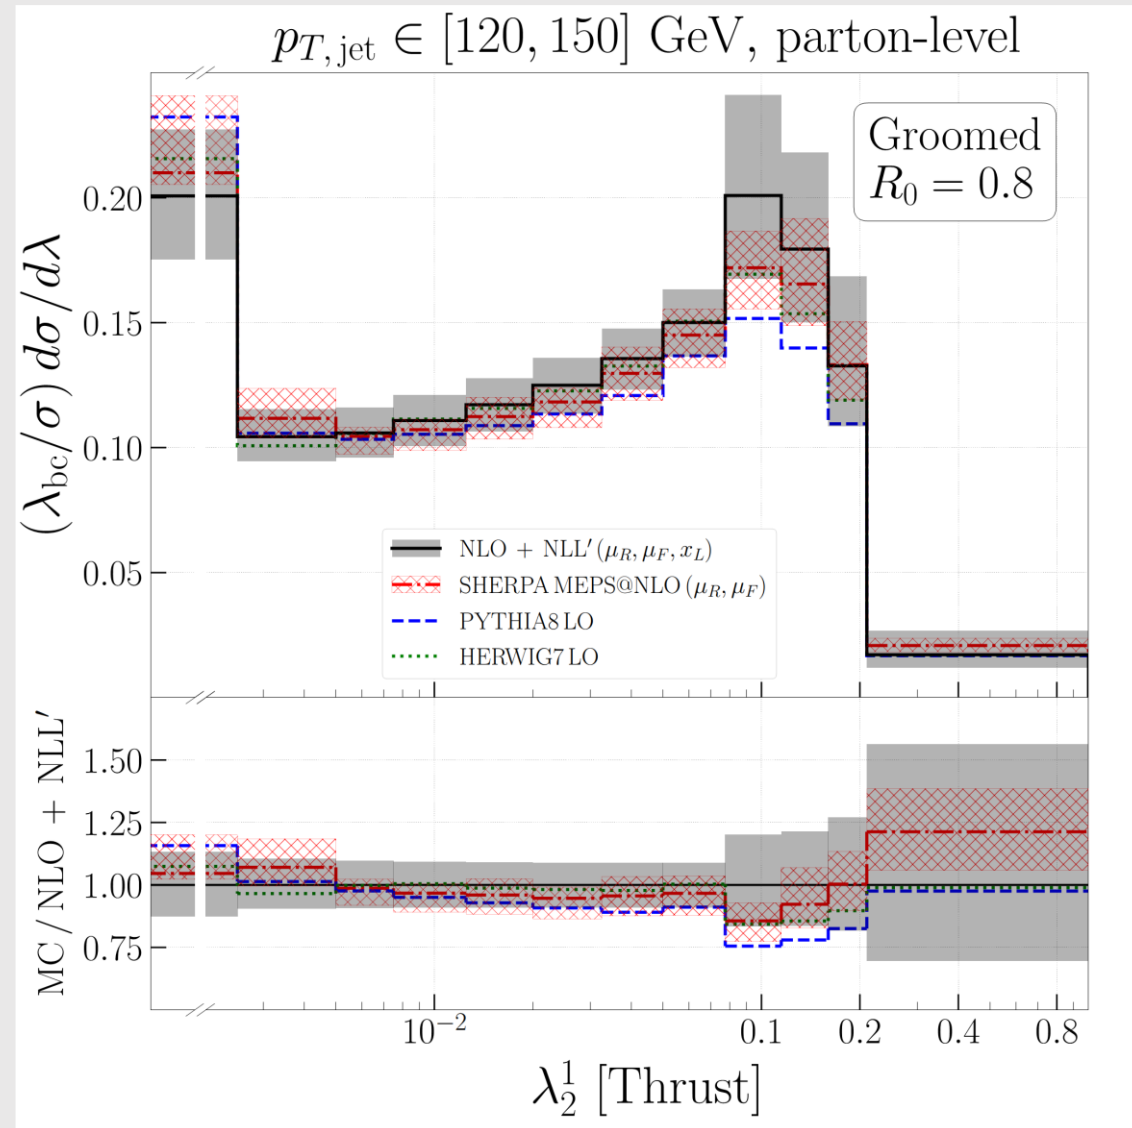 p_{T, jet} ∈ [120, 150] GeV, parton-level
Groomed
R_0 = 0.8
(λ_bc/σ) dσ/dλ
0.20
0.15
0.10
0.05
NLO + NLL′ (μ_R, μ_F, x_L)
SHERPA MEPS@NLO (μ_R, μ_F)
PYTHIA8 LO
HERWIG7 LO
MC / NLO + NLL′
1.50
1.25
1.00
0.75
10^{−2} 0.1 0.2 0.4 0.8
λ^1_2 [Thrust]